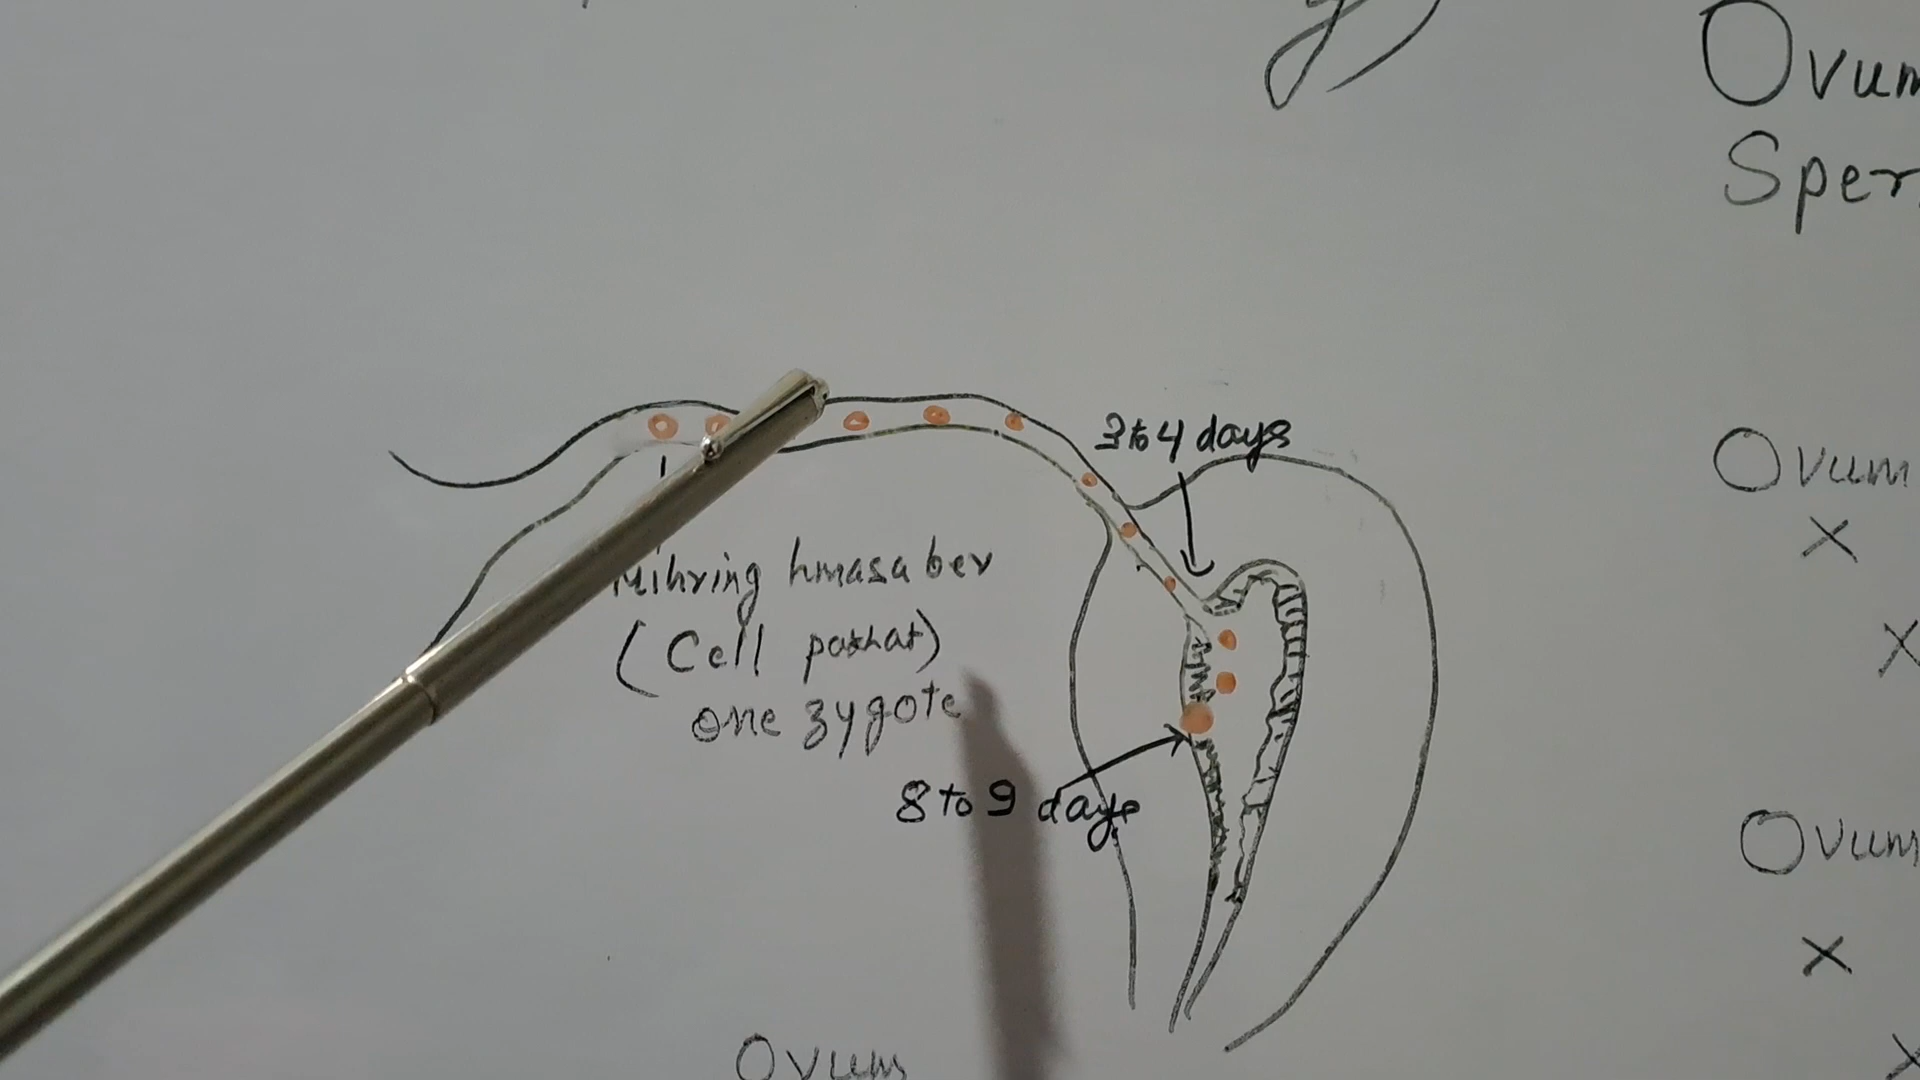 Ovum
Sper
3 to 4 days
Ovum
x
Mihring hmasa ber
(Cell pakhat)
one zygote
x
8 to 9 days
Ovum
x
Ovum
x